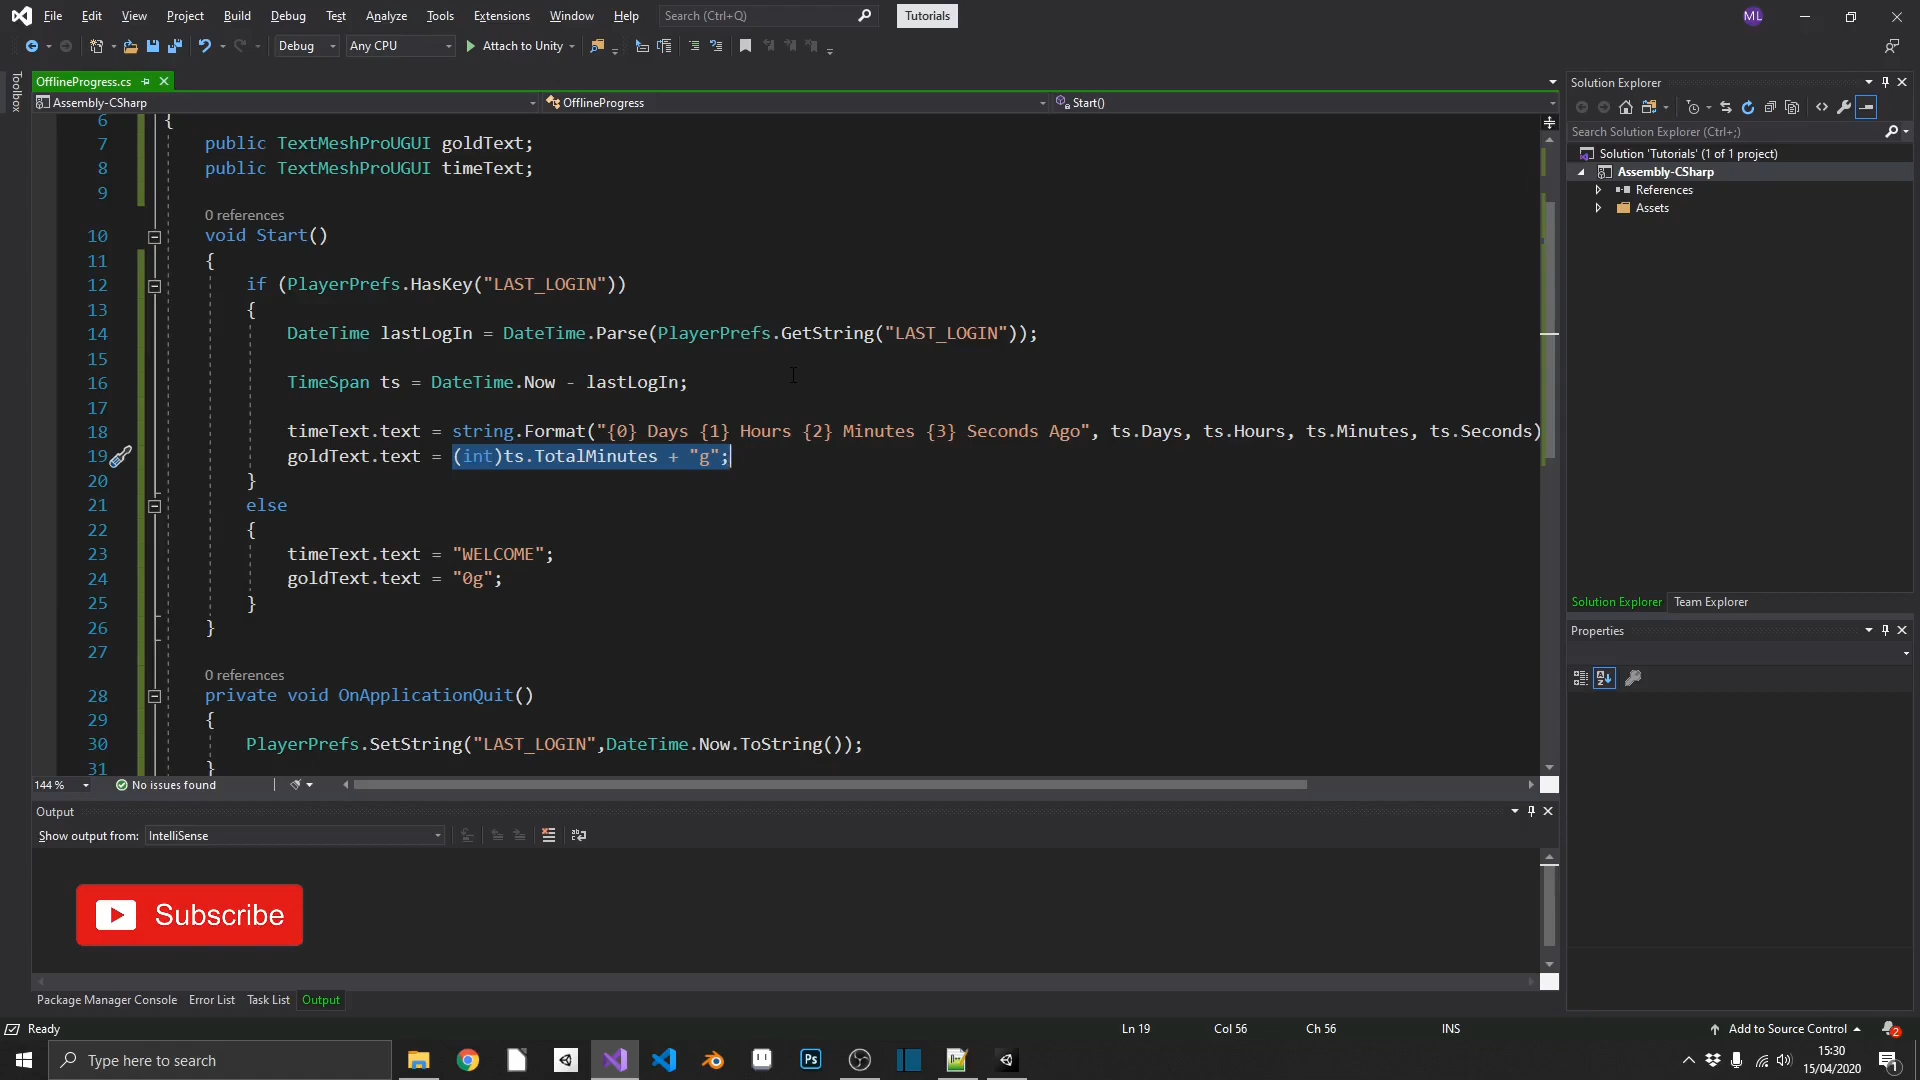 File Edit View Project Build Debug Test Analyze Tools Extensions Window Help Search (Ctrl+Q) Tutorials ML
Debug Any CPU Attach to Unity
Toolbox
OfflineProgress.cs
Assembly-CSharp OfflineProgress Start()
6 {
7 public TextMeshProUGUI goldText;
8 public TextMeshProUGUI timeText;
9
0 references
10 void Start()
11 {
12 if (PlayerPrefs.HasKey("LAST_LOGIN"))
13 {
14 DateTime lastLogIn = DateTime.Parse(PlayerPrefs.GetString("LAST_LOGIN"));
15
16 TimeSpan ts = DateTime.Now - lastLogIn;
17
18 timeText.text = string.Format("{0} Days {1} Hours {2} Minutes {3} Seconds Ago", ts.Days, ts.Hours, ts.Minutes, ts.Seconds)
19 goldText.text = (int)ts.TotalMinutes + "g";
20 }
21 else
22 {
23 timeText.text = "WELCOME";
24 goldText.text = "0g";
25 }
26 }
27
0 references
28 private void OnApplicationQuit()
29 {
30 PlayerPrefs.SetString("LAST_LOGIN",DateTime.Now.ToString());
31 }
144 % No issues found
Output
Show output from: IntelliSense
Subscribe
Package Manager Console Error List Task List Output
Solution Explorer
Search Solution Explorer (Ctrl+;)
Solution 'Tutorials' (1 of 1 project)
Assembly-CSharp
References
Assets
Solution Explorer Team Explorer
Properties
Ready Ln 19 Col 56 Ch 56 INS Add to Source Control 2
Type here to search Ps 15:30
15/04/2020 1